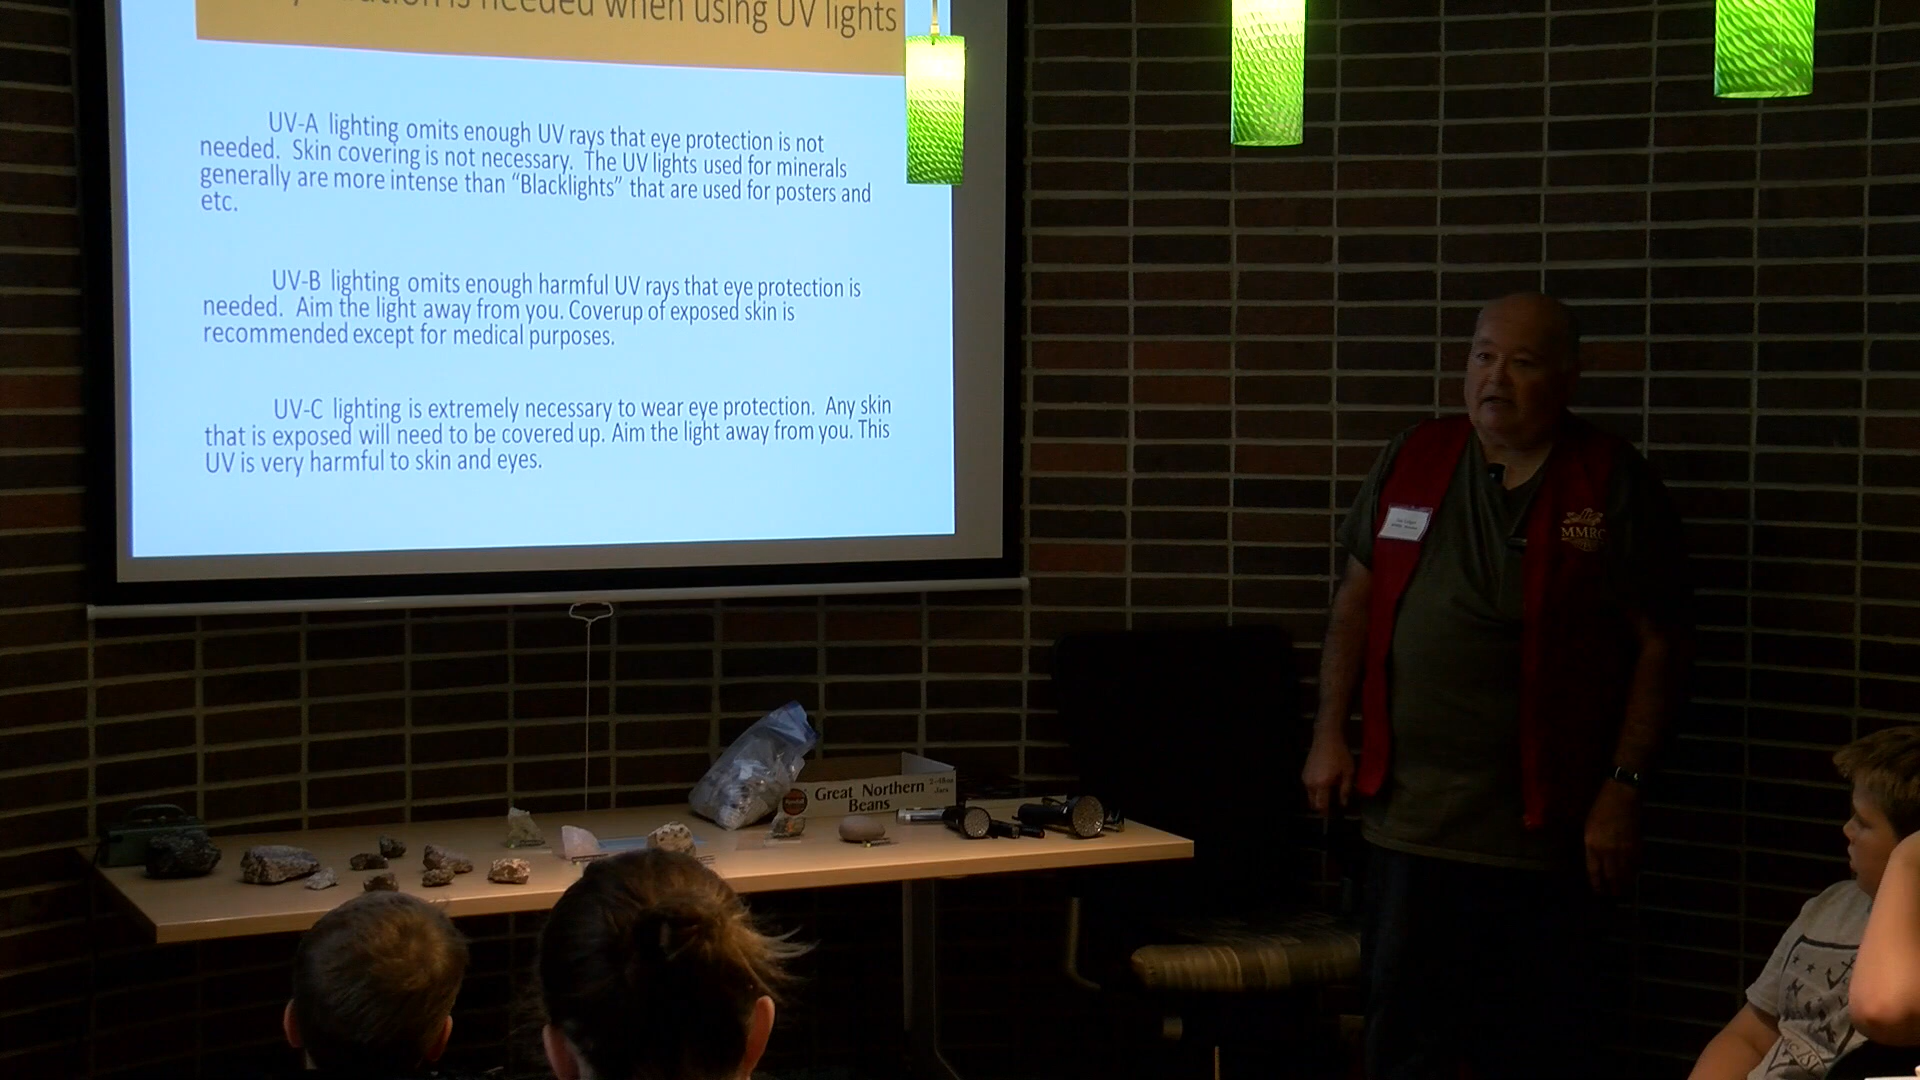 is needed when using UV lights
UV-A lighting omits enough UV rays that eye protection is not
needed. Skin covering is not necessary. The UV lights used for minerals
generally are more intense than “Blacklights” that are used for posters and
etc.
UV-B lighting omits enough harmful UV rays that eye protection is
needed. Aim the light away from you. Coverup of exposed skin is
recommended except for medical purposes.
UV-C lighting is extremely necessary to wear eye protection. Any skin
that is exposed will need to be covered up. Aim the light away from you. This
UV is very harmful to skin and eyes.
MMRC
Great Northern
Beans